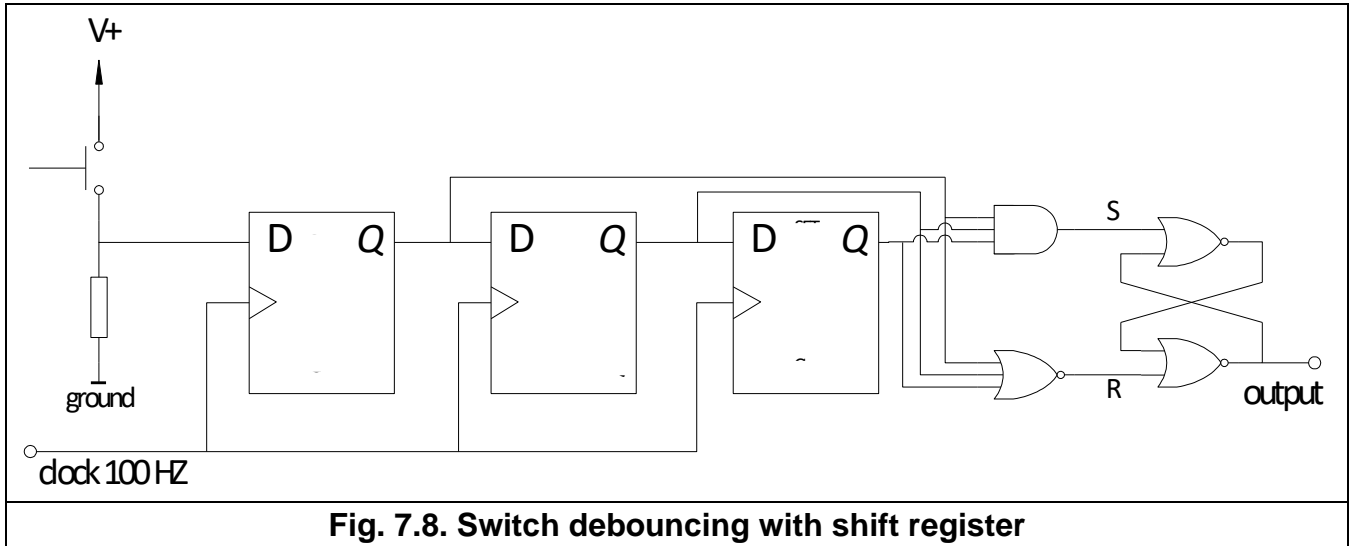 V+
D Q D Q D Q
S
R
ground
output
clock 100 HZ
Fig. 7.8. Switch debouncing with shift register